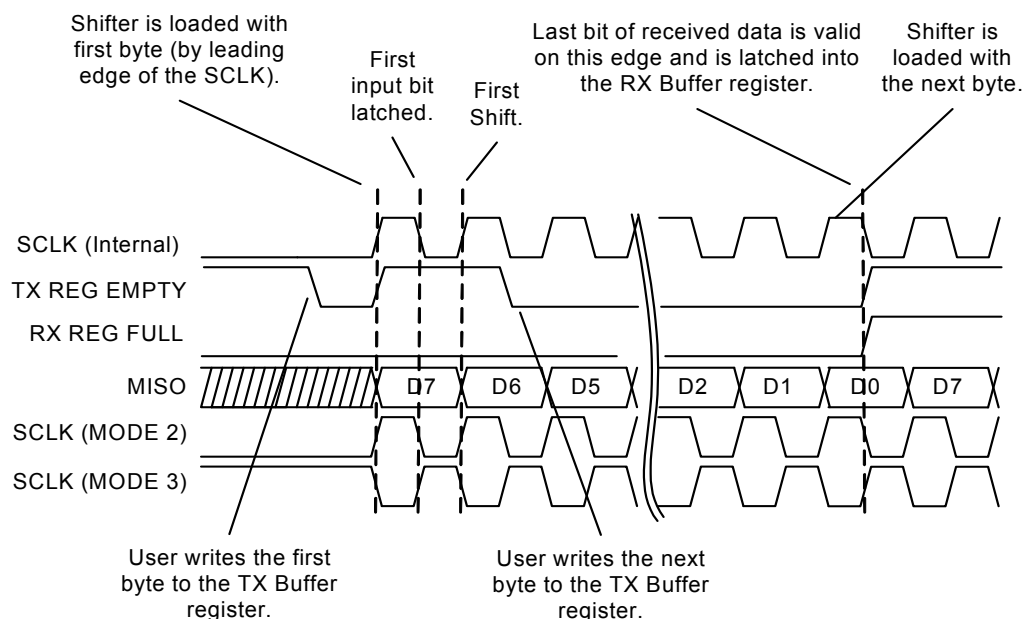 Shifter is loaded with
first byte (by leading
edge of the SCLK).
First
input bit
latched.
First
Shift.
Last bit of received data is valid
on this edge and is latched into
the RX Buffer register.
Shifter is
loaded with
the next byte.
SCLK (Internal)
TX REG EMPTY
RX REG FULL
MISO
D7
D6
D5
D2
D1
D0
D7
SCLK (MODE 2)
SCLK (MODE 3)
User writes the first
byte to the TX Buffer
register.
User writes the next
byte to the TX Buffer
register.